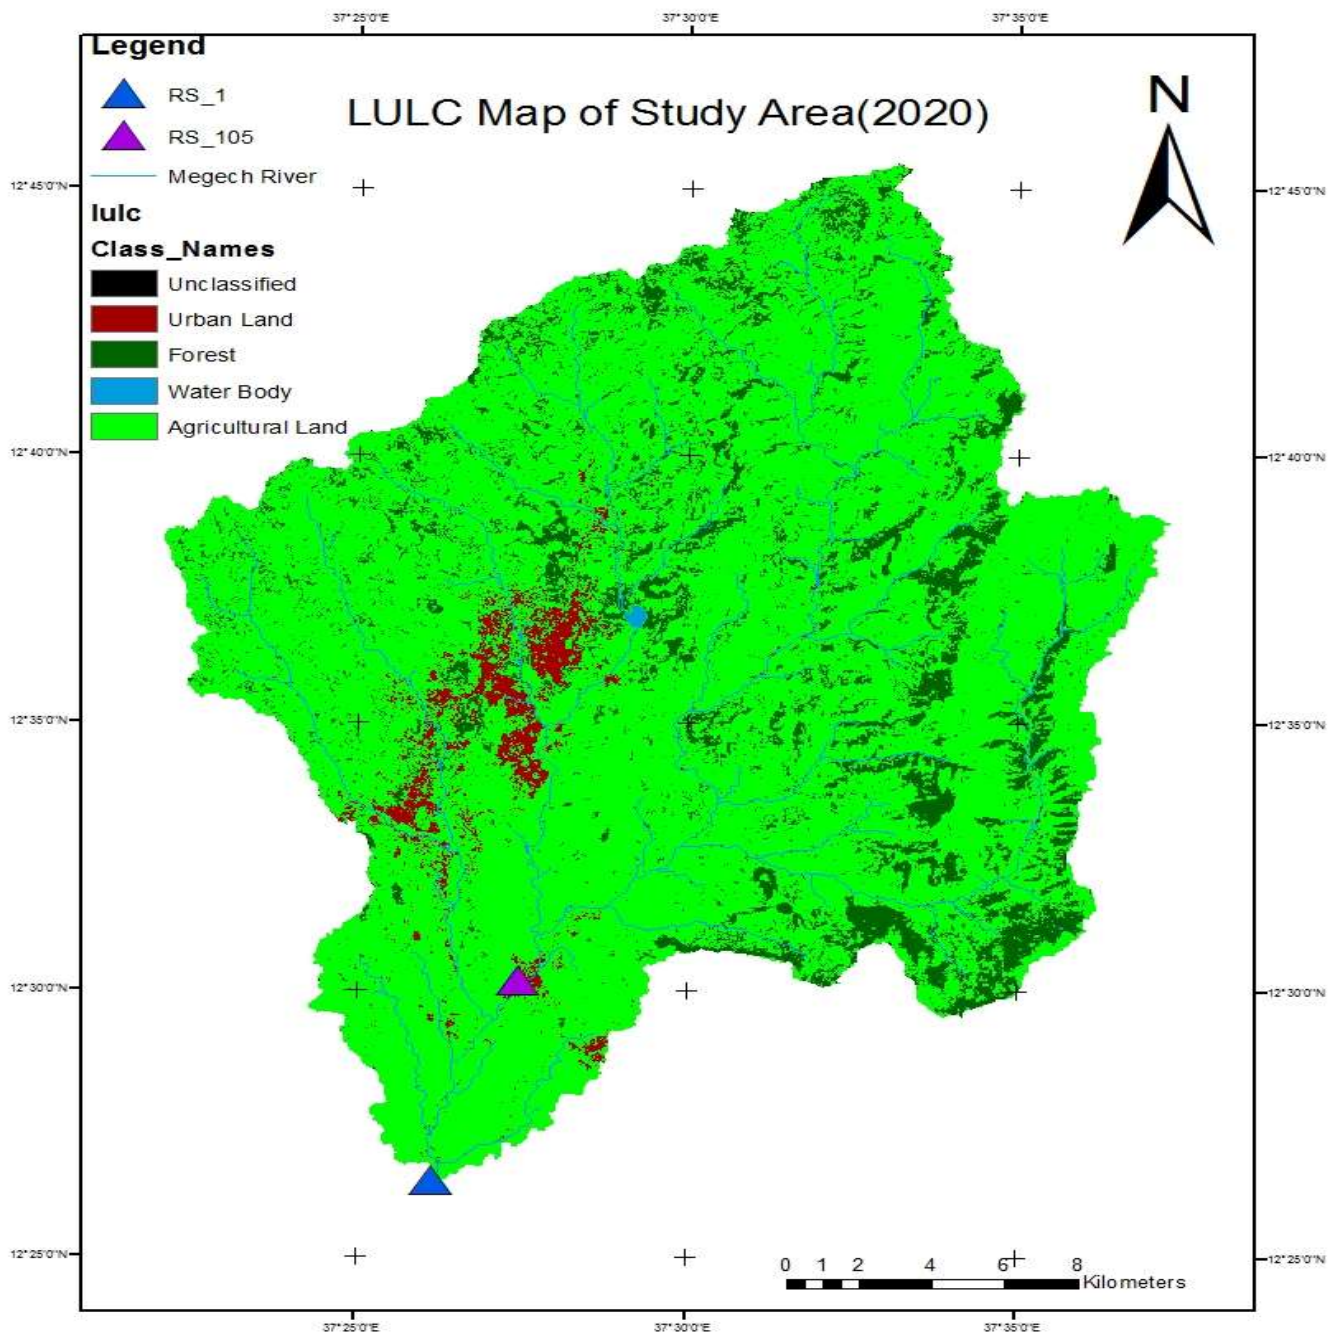 37°25'0"E 37°30'0"E 37°35'0"E
Legend
RS_1
RS_105
Megech River
lulc
Class_Names
Unclassified
Urban Land
Forest
Water Body
Agricultural Land
LULC Map of Study Area(2020)
N
12°45'0"N 12°45'0"N
12°40'0"N 12°40'0"N
12°35'0"N 12°35'0"N
12°30'0"N 12°30'0"N
12°25'0"N 12°25'0"N
0 1 2 4 6 8
Kilometers
37°25'0"E 37°30'0"E 37°35'0"E